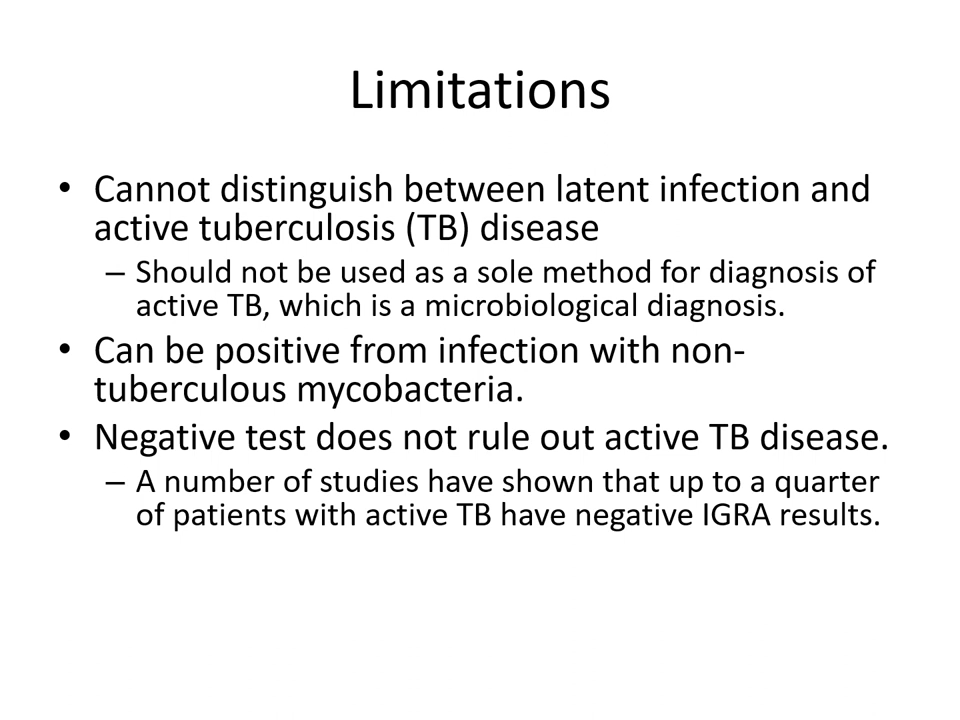 Limitations
• Cannot distinguish between latent infection and
active tuberculosis (TB) disease
– Should not be used as a sole method for diagnosis of
active TB, which is a microbiological diagnosis.
• Can be positive from infection with non-
tuberculous mycobacteria.
• Negative test does not rule out active TB disease.
– A number of studies have shown that up to a quarter
of patients with active TB have negative IGRA results.